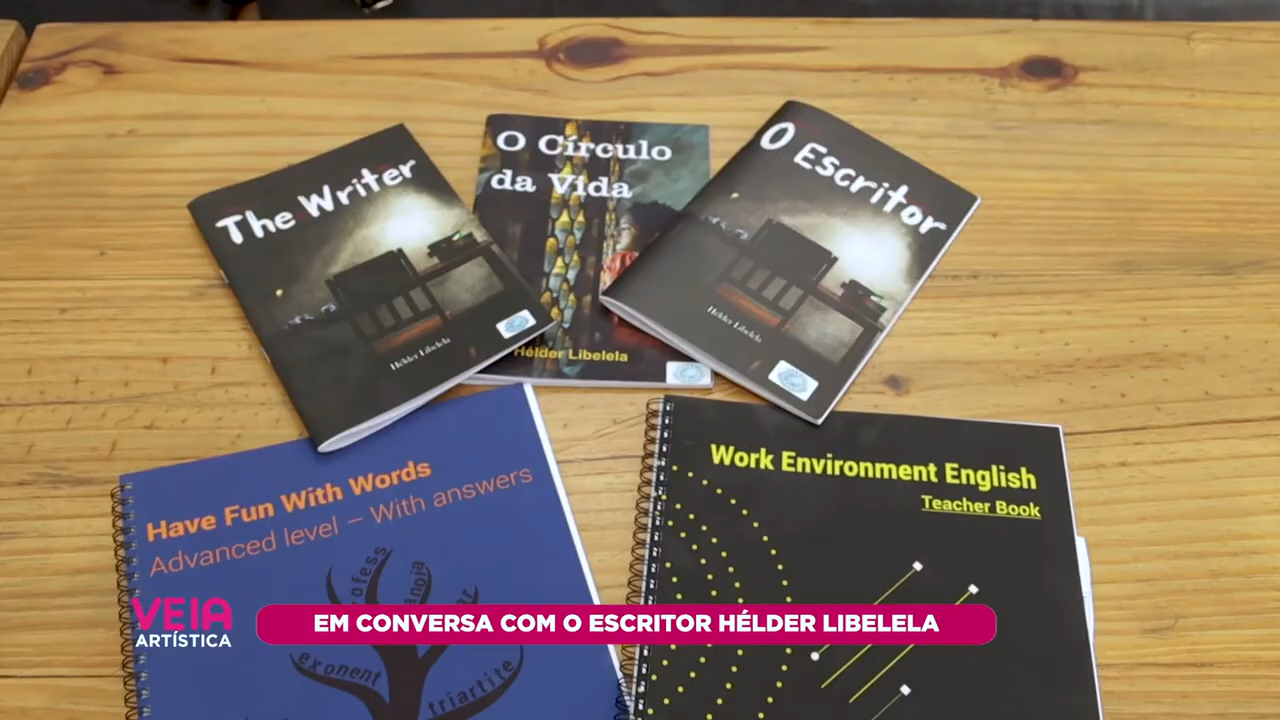 The Writer
Hélder Libelela
O Círculo
da Vida
Hélder Libelela
O Escritor
Hélder Libelela
Have Fun With Words
Advanced level – With answers
exonent
triartite
Work Environment English
Teacher Book
VEIA
ARTÍSTICA
EM CONVERSA COM O ESCRITOR HÉLDER LIBELELA